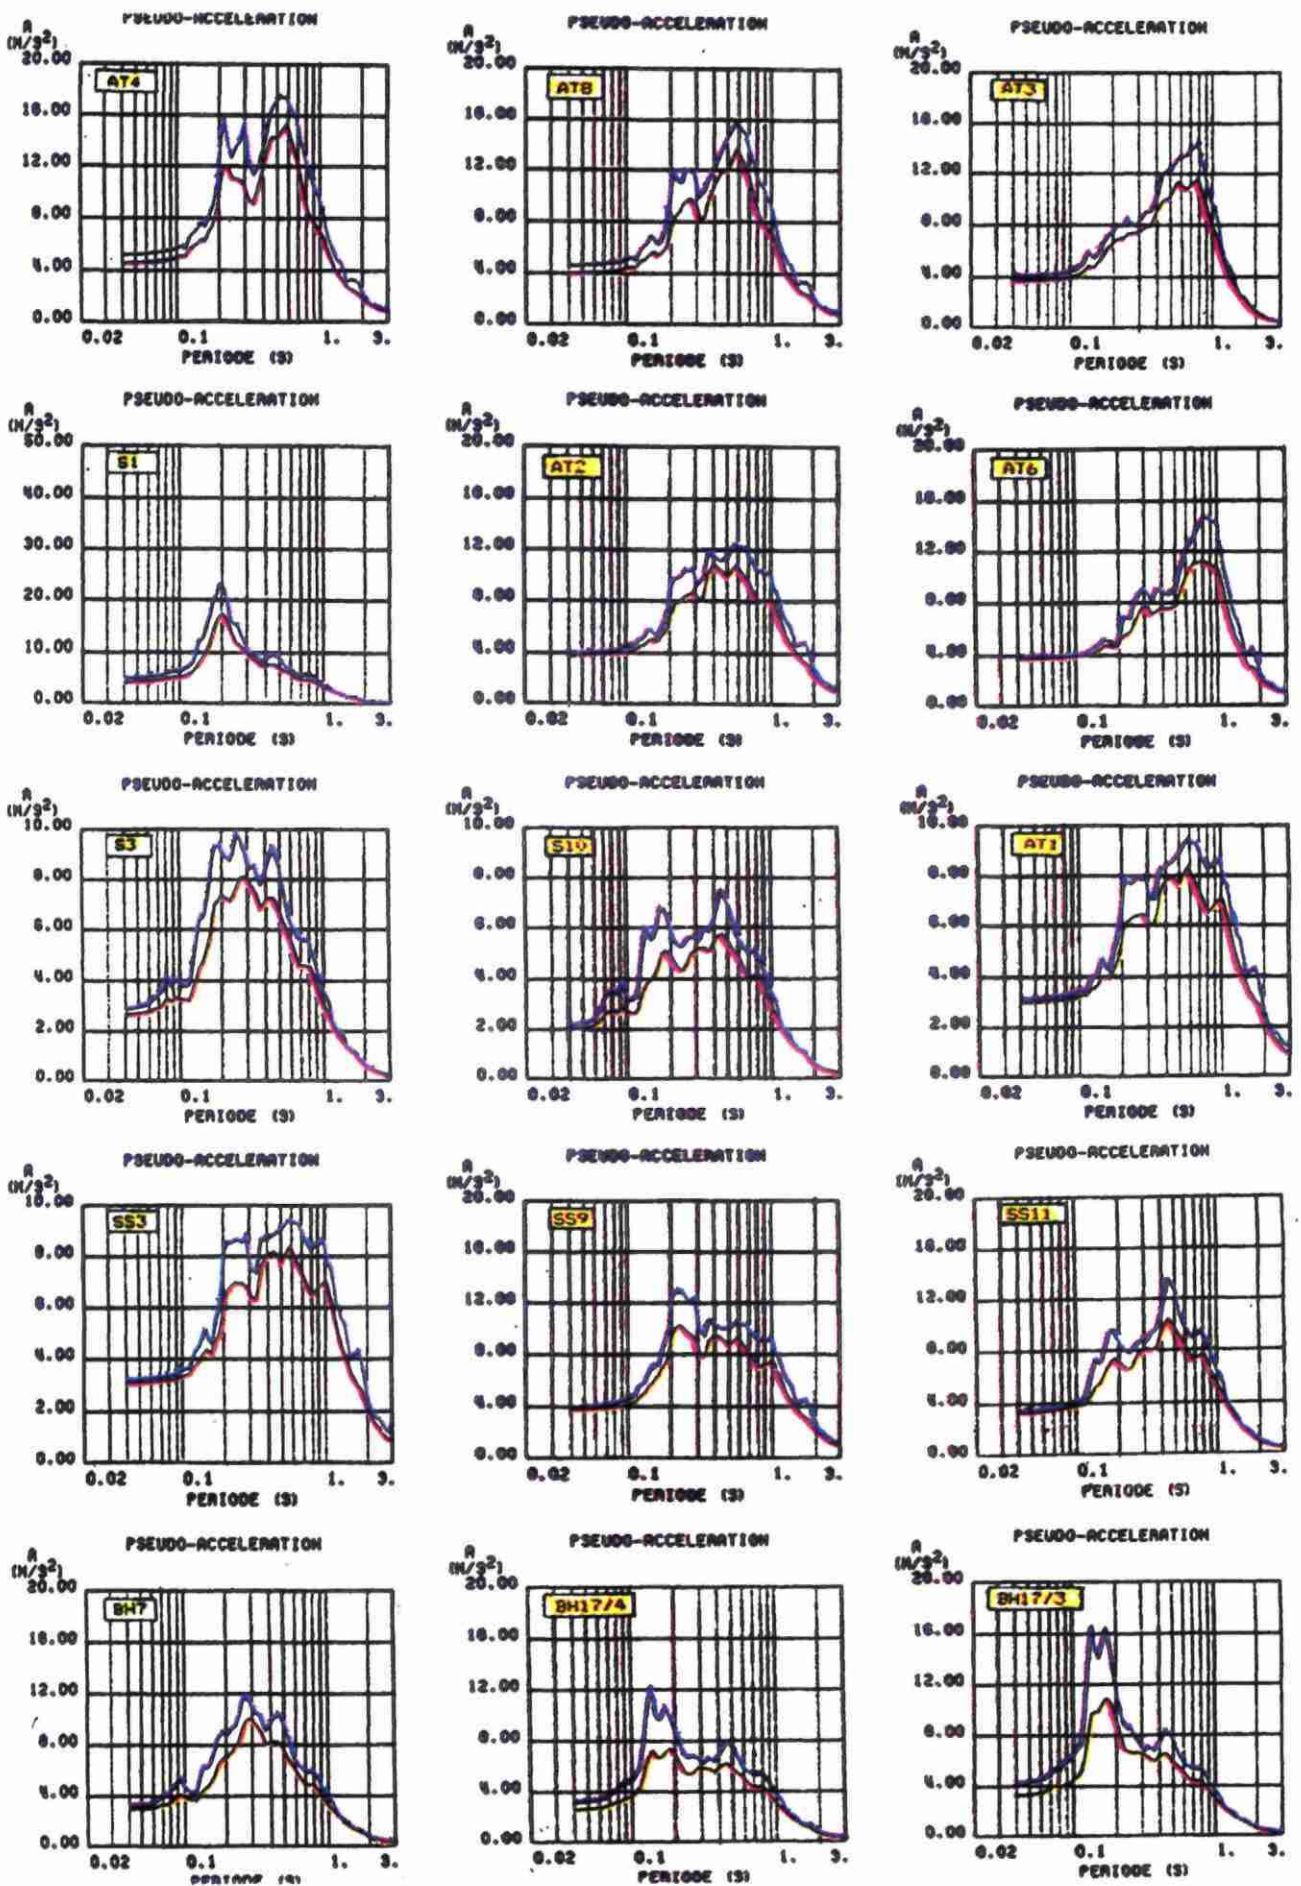 PSEUDO-ACCELERATION
A
(M/S²)
20.00
AT4
16.00
12.00
8.00
4.00
0.00
0.02 0.1 1. 3.
PERIODE (S)
PSEUDO-ACCELERATION
A
(M/S²)
20.00
AT8
16.00
12.00
8.00
4.00
0.00
0.02 0.1 1. 3.
PERIODE (S)
PSEUDO-ACCELERATION
A
(M/S²)
20.00
AT3
16.00
12.00
8.00
4.00
0.00
0.02 0.1 1. 3.
PERIODE (S)
PSEUDO-ACCELERATION
A
(M/S²)
50.00
S1
40.00
30.00
20.00
10.00
0.00
0.02 0.1 1. 3.
PERIODE (S)
PSEUDO-ACCELERATION
A
(M/S²)
20.00
AT2
16.00
12.00
8.00
4.00
0.00
0.02 0.1 1. 3.
PERIODE (S)
PSEUDO-ACCELERATION
A
(M/S²)
20.00
AT6
16.00
12.00
8.00
4.00
0.00
0.02 0.1 1. 3.
PERIODE (S)
PSEUDO-ACCELERATION
A
(M/S²)
10.00
S3
8.00
6.00
4.00
2.00
0.00
0.02 0.1 1. 3.
PERIODE (S)
PSEUDO-ACCELERATION
A
(M/S²)
10.00
S10
8.00
6.00
4.00
2.00
0.00
0.02 0.1 1. 3.
PERIODE (S)
PSEUDO-ACCELERATION
A
(M/S²)
10.00
AT1
8.00
6.00
4.00
2.00
0.00
0.02 0.1 1. 3.
PERIODE (S)
PSEUDO-ACCELERATION
A
(M/S²)
10.00
SS3
8.00
6.00
4.00
2.00
0.00
0.02 0.1 1. 3.
PERIODE (S)
PSEUDO-ACCELERATION
A
(M/S²)
20.00
SS9
16.00
12.00
8.00
4.00
0.00
0.02 0.1 1. 3.
PERIODE (S)
PSEUDO-ACCELERATION
A
(M/S²)
20.00
SS11
16.00
12.00
8.00
4.00
0.00
0.02 0.1 1. 3.
PERIODE (S)
PSEUDO-ACCELERATION
A
(M/S²)
20.00
BH7
16.00
12.00
8.00
4.00
0.00
0.02 0.1 1. 3.
PERIODE (S)
PSEUDO-ACCELERATION
A
(M/S²)
20.00
BH17/4
16.00
12.00
8.00
4.00
0.00
0.02 0.1 1. 3.
PERIODE (S)
PSEUDO-ACCELERATION
A
(M/S²)
20.00
BH17/3
16.00
12.00
8.00
4.00
0.00
0.02 0.1 1. 3.
PERIODE (S)